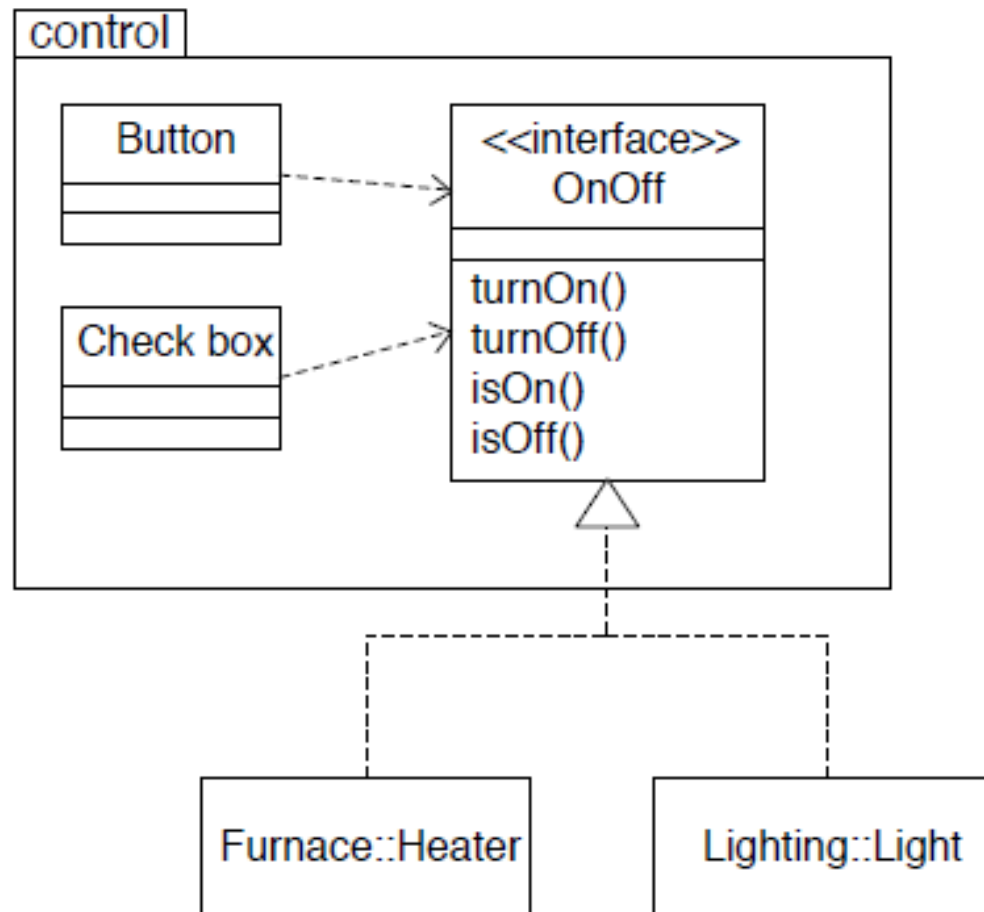 control
Button
<<interface>>
OnOff
turnOn()
turnOff()
isOn()
isOff()
Check box
Furnace::Heater
Lighting::Light